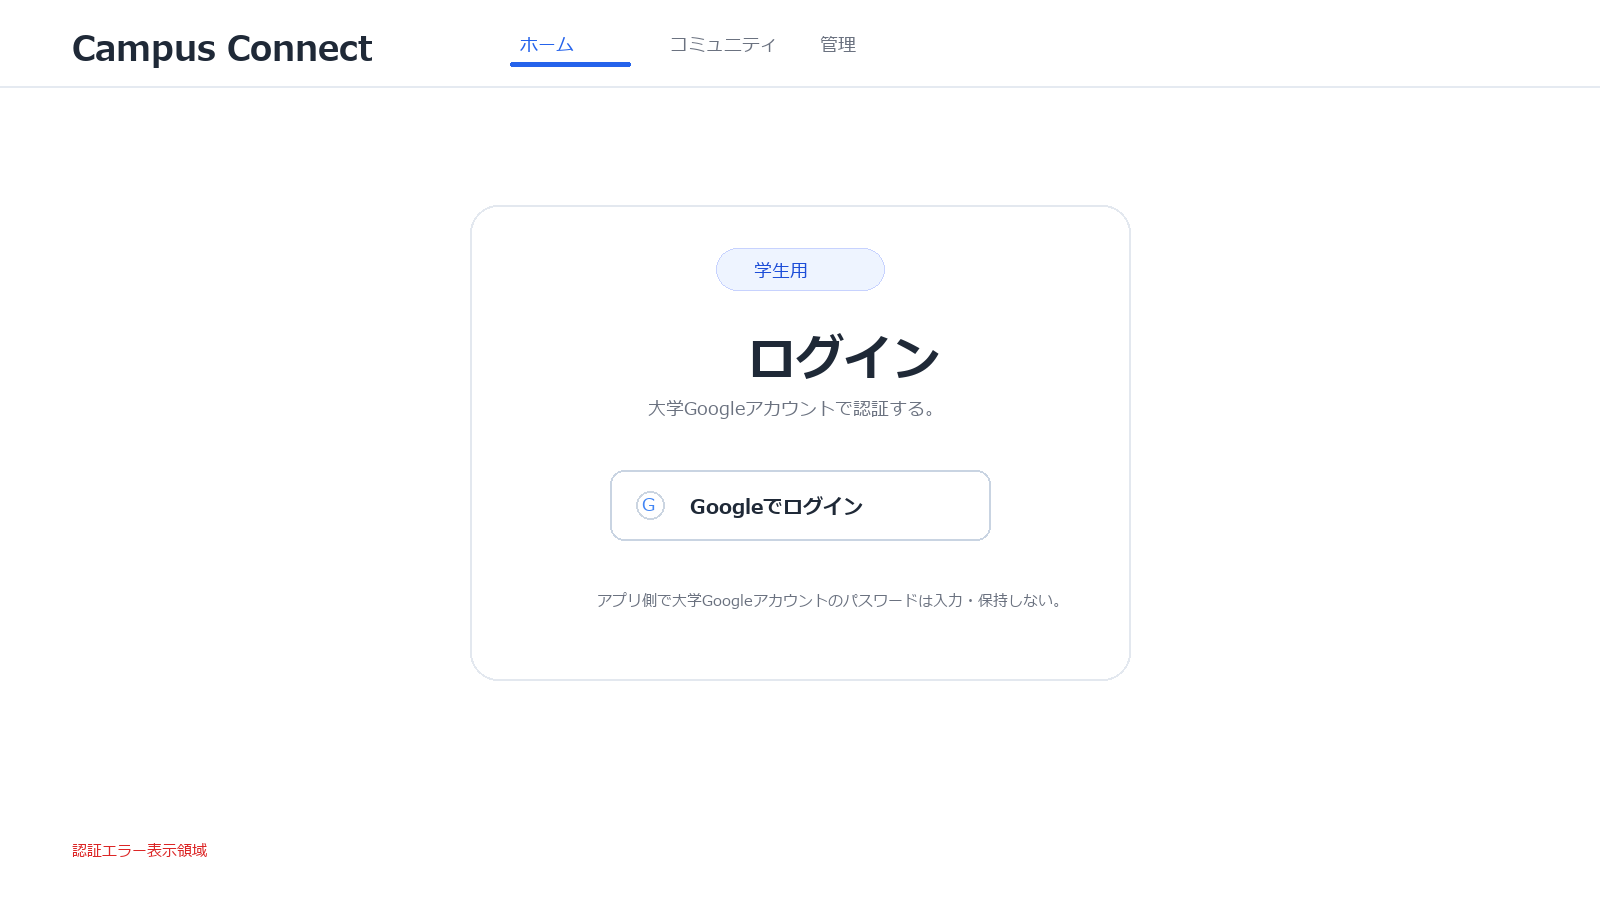 Campus Connect
ホーム
コミュニティ
管理
学生用
ログイン
大学Googleアカウントで認証する。
G
Googleでログイン
アプリ側で大学Googleアカウントのパスワードは入力・保持しない。
認証エラー表示領域